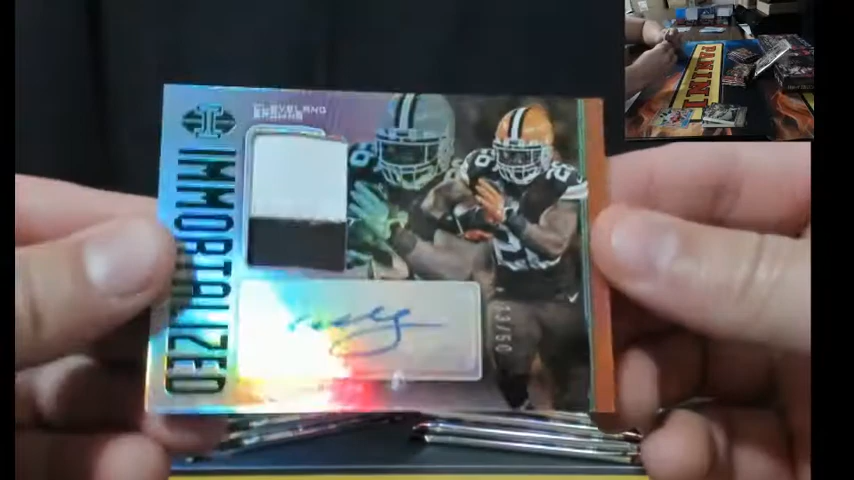 CLEVELAND
BROWNS
IMMORTALIZED
13/50
PANINI